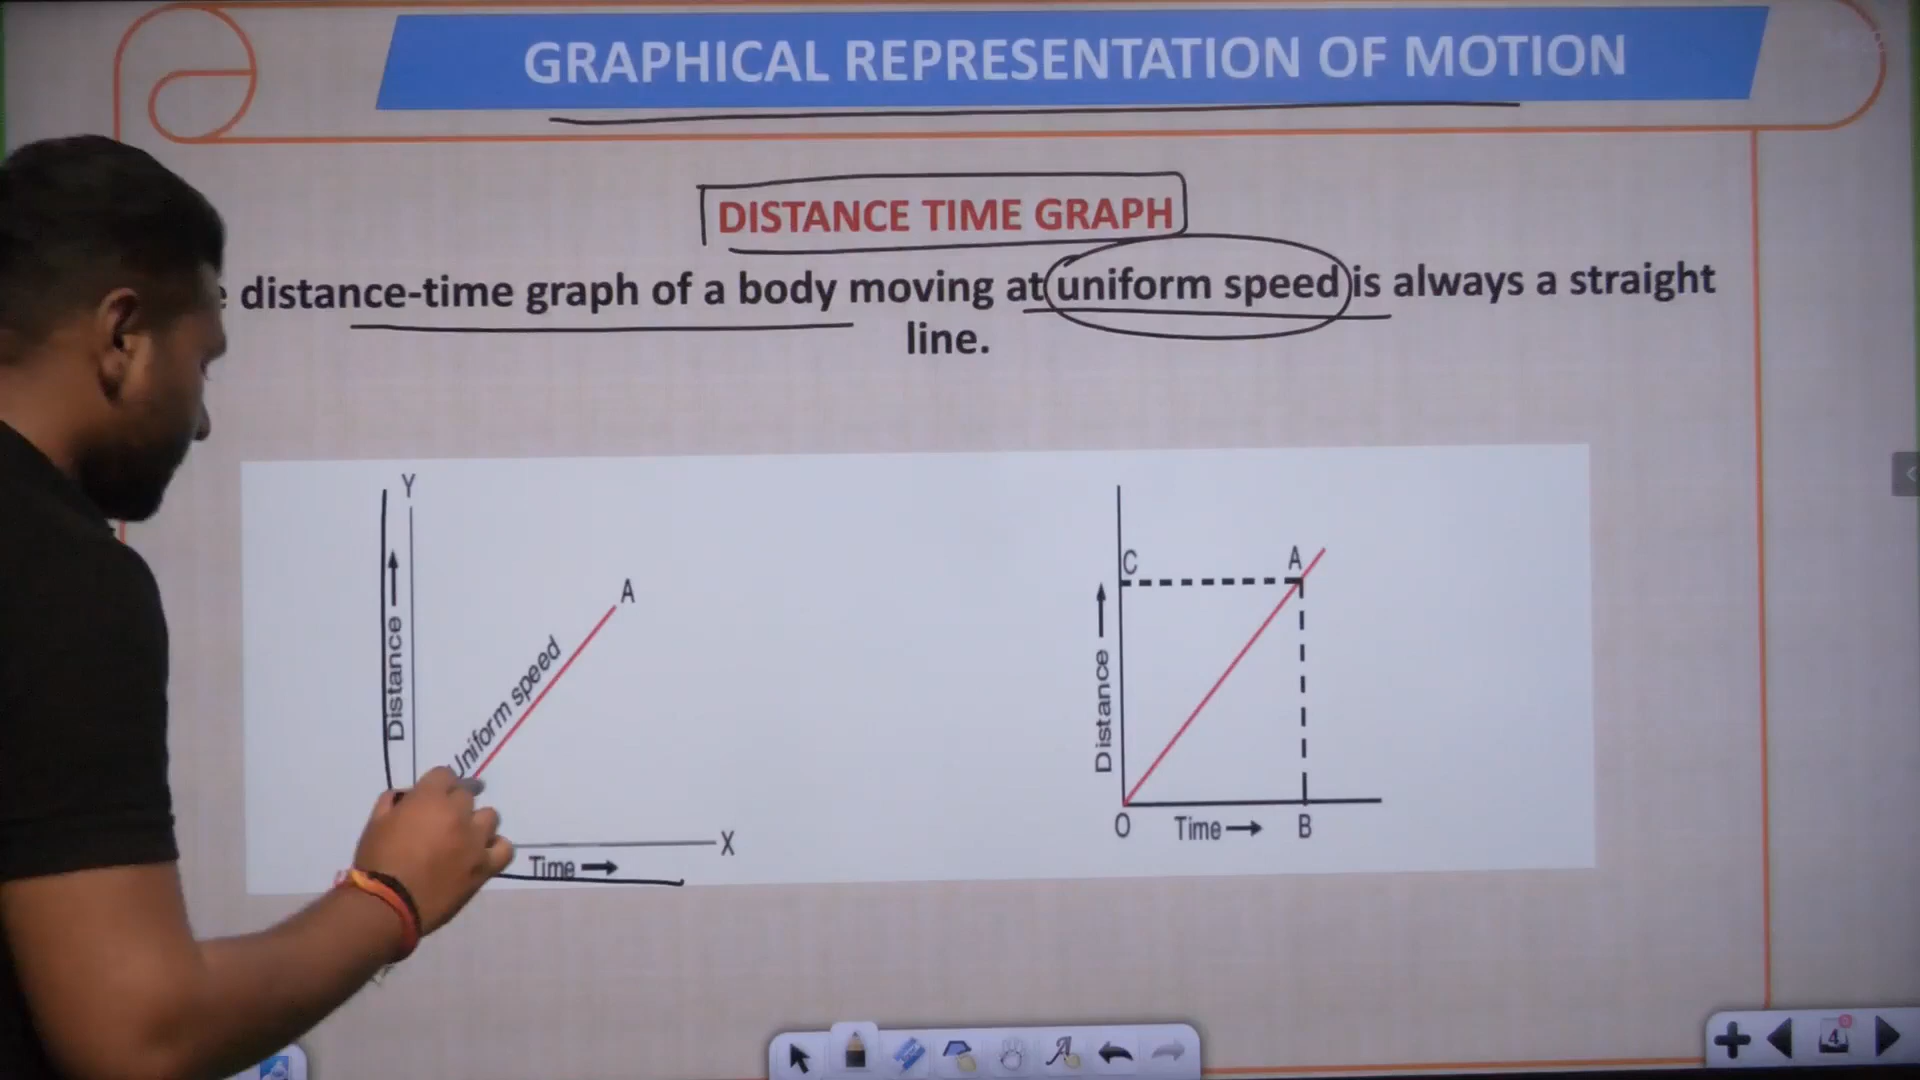 GRAPHICAL REPRESENTATION OF MOTION
DISTANCE TIME GRAPH
distance-time graph of a body moving at uniform speed is always a straight
line.
Y
Distance
Uniform speed
A
X
Time
C
A
Distance
O
Time
B
4